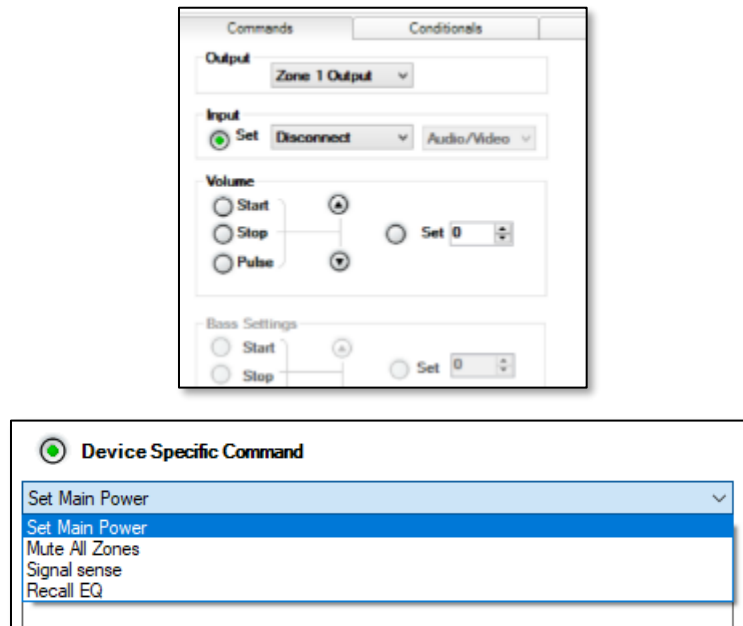 Commands Conditionals
Output
Zone 1 Output
Input
Set Disconnect Audio/Video
Volume
Start
Stop Set 0
Pulse
Bass Settings
Start
Set 0
Stop
Device Specific Command
Set Main Power
Set Main Power
Mute All Zones
Signal sense
Recall EQ